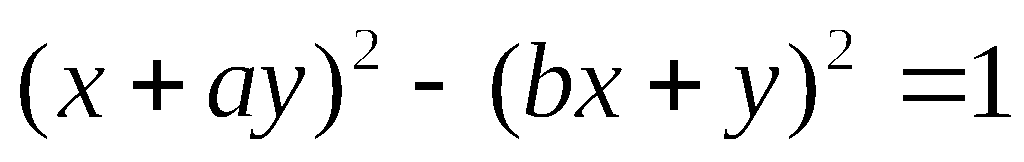 (x + ay)² - (bx + y)² =1